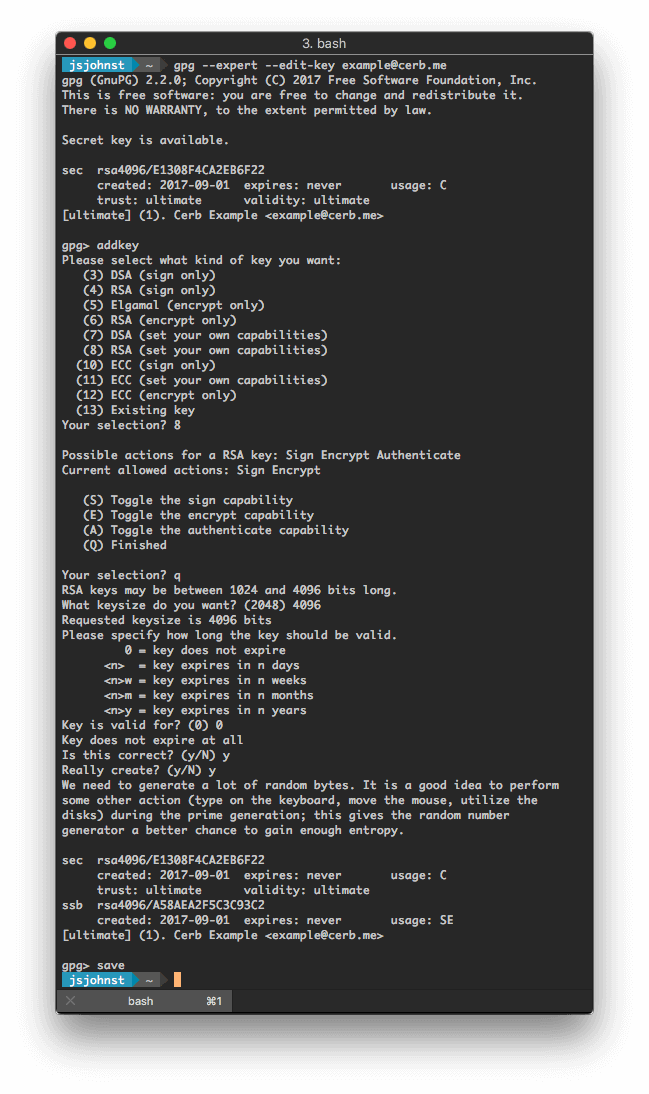 3. bash
jsjohnst ~ gpg --expert --edit-key example@cerb.me
gpg (GnuPG) 2.2.0; Copyright (C) 2017 Free Software Foundation, Inc.
This is free software: you are free to change and redistribute it.
There is NO WARRANTY, to the extent permitted by law.

Secret key is available.

sec  rsa4096/E1308F4CA2EB6F22
     created: 2017-09-01  expires: never       usage: C
     trust: ultimate      validity: ultimate
[ultimate] (1). Cerb Example <example@cerb.me>

gpg> addkey
Please select what kind of key you want:
   (3) DSA (sign only)
   (4) RSA (sign only)
   (5) Elgamal (encrypt only)
   (6) RSA (encrypt only)
   (7) DSA (set your own capabilities)
   (8) RSA (set your own capabilities)
  (10) ECC (sign only)
  (11) ECC (set your own capabilities)
  (12) ECC (encrypt only)
  (13) Existing key
Your selection? 8

Possible actions for a RSA key: Sign Encrypt Authenticate
Current allowed actions: Sign Encrypt

   (S) Toggle the sign capability
   (E) Toggle the encrypt capability
   (A) Toggle the authenticate capability
   (Q) Finished

Your selection? q
RSA keys may be between 1024 and 4096 bits long.
What keysize do you want? (2048) 4096
Requested keysize is 4096 bits
Please specify how long the key should be valid.
         0 = key does not expire
      <n>  = key expires in n days
      <n>w = key expires in n weeks
      <n>m = key expires in n months
      <n>y = key expires in n years
Key is valid for? (0) 0
Key does not expire at all
Is this correct? (y/N) y
Really create? (y/N) y
We need to generate a lot of random bytes. It is a good idea to perform
some other action (type on the keyboard, move the mouse, utilize the
disks) during the prime generation; this gives the random number
generator a better chance to gain enough entropy.

sec  rsa4096/E1308F4CA2EB6F22
     created: 2017-09-01  expires: never       usage: C
     trust: ultimate      validity: ultimate
ssb  rsa4096/A58AEA2F5C3C93C2
     created: 2017-09-01  expires: never       usage: SE
[ultimate] (1). Cerb Example <example@cerb.me>

gpg> save
jsjohnst ~
bash ⌘1